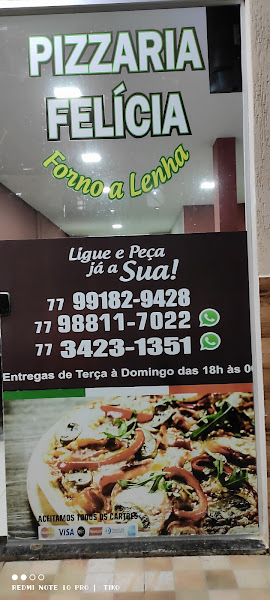 PIZZARIA
FELÍCIA
Forno a Lenha
Ligue e Peça
já a Sua!
77 99182-9428
77 98811-7022
77 3423-1351
Entregas de Terça à Domingo das 18h às
ACEITAMOS TODOS OS CARTÕES
VISA
REDMI NOTE 10 PRO | TIKO